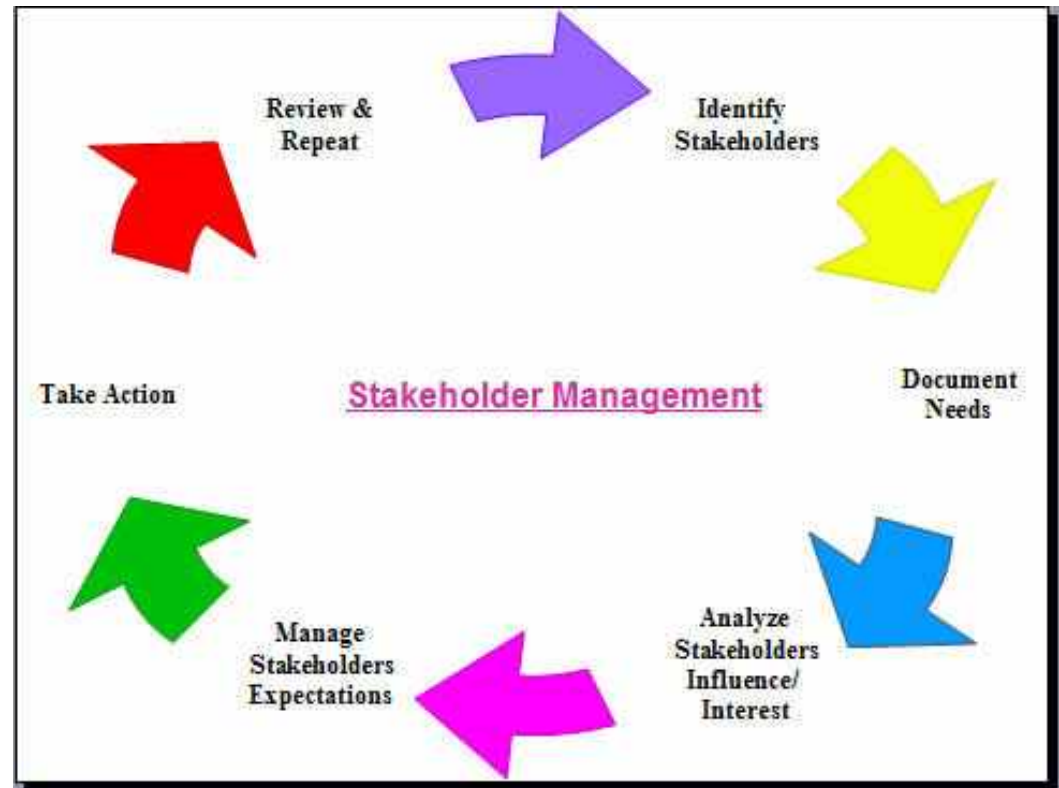 Review &
Repeat
Identify
Stakeholders
Take Action
Stakeholder Management
Document
Needs
Manage
Stakeholders
Expectations
Analyze
Stakeholders
Influence/
Interest